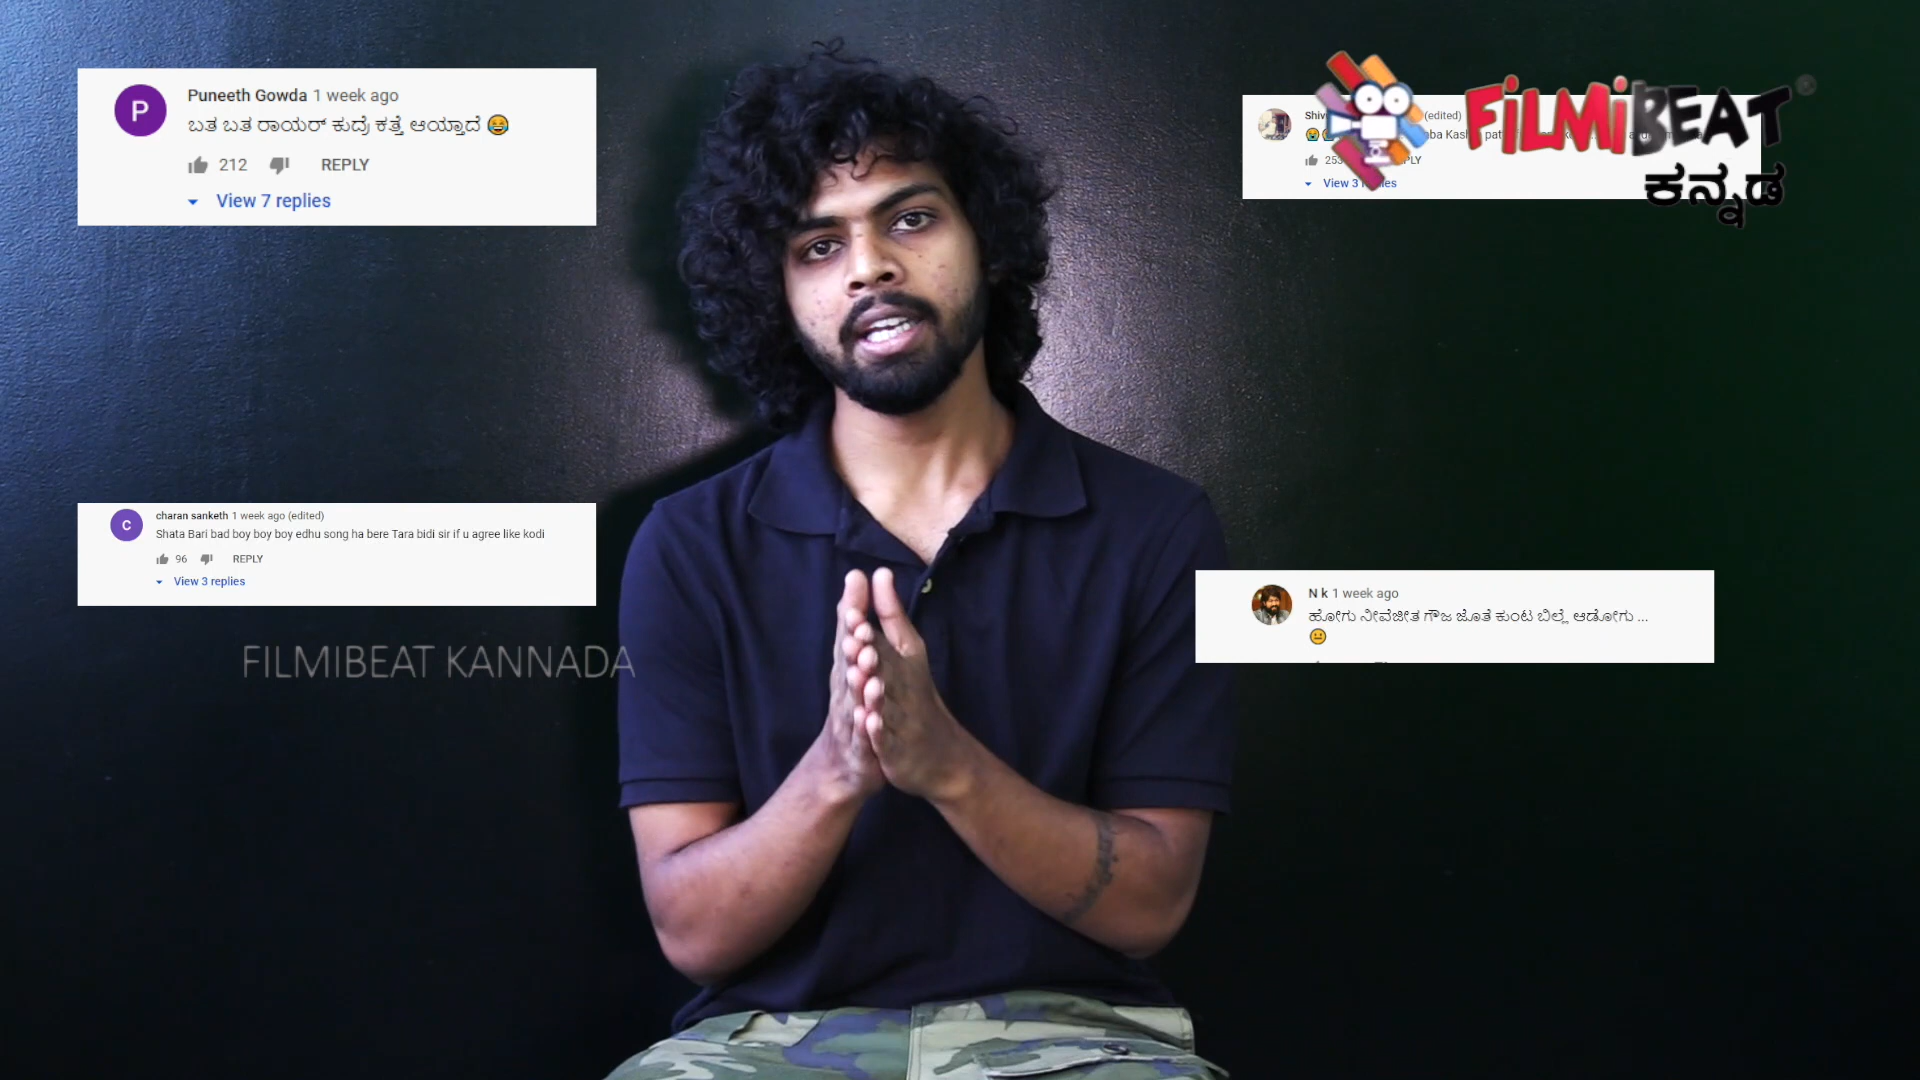 Puneeth Gowda 1 week ago
ಬತ ಬತ ರಾಯರ್ ಕುದ್ರೆ ಕತ್ತೆ ಆಯ್ತಾದೆ 😂
212 REPLY
View 7 replies
(edited)
View 3
FiLMiBEAT
ಕನ್ನಡ
charan sanketh 1 week ago (edited)
Shata Bari bad boy boy boy edhu song ha bere Tara bidi sir if u agree like kodi
96 REPLY
View 3 replies
N k 1 week ago
ಹೋಗು ನೀವೆಜೀತ ಗೌಜ ಜೊತೆ ಕುಂಟ ಬಿಲ್ಲೆ ಆಡೋಗು ...
😐
FILMIBEAT KANNADA